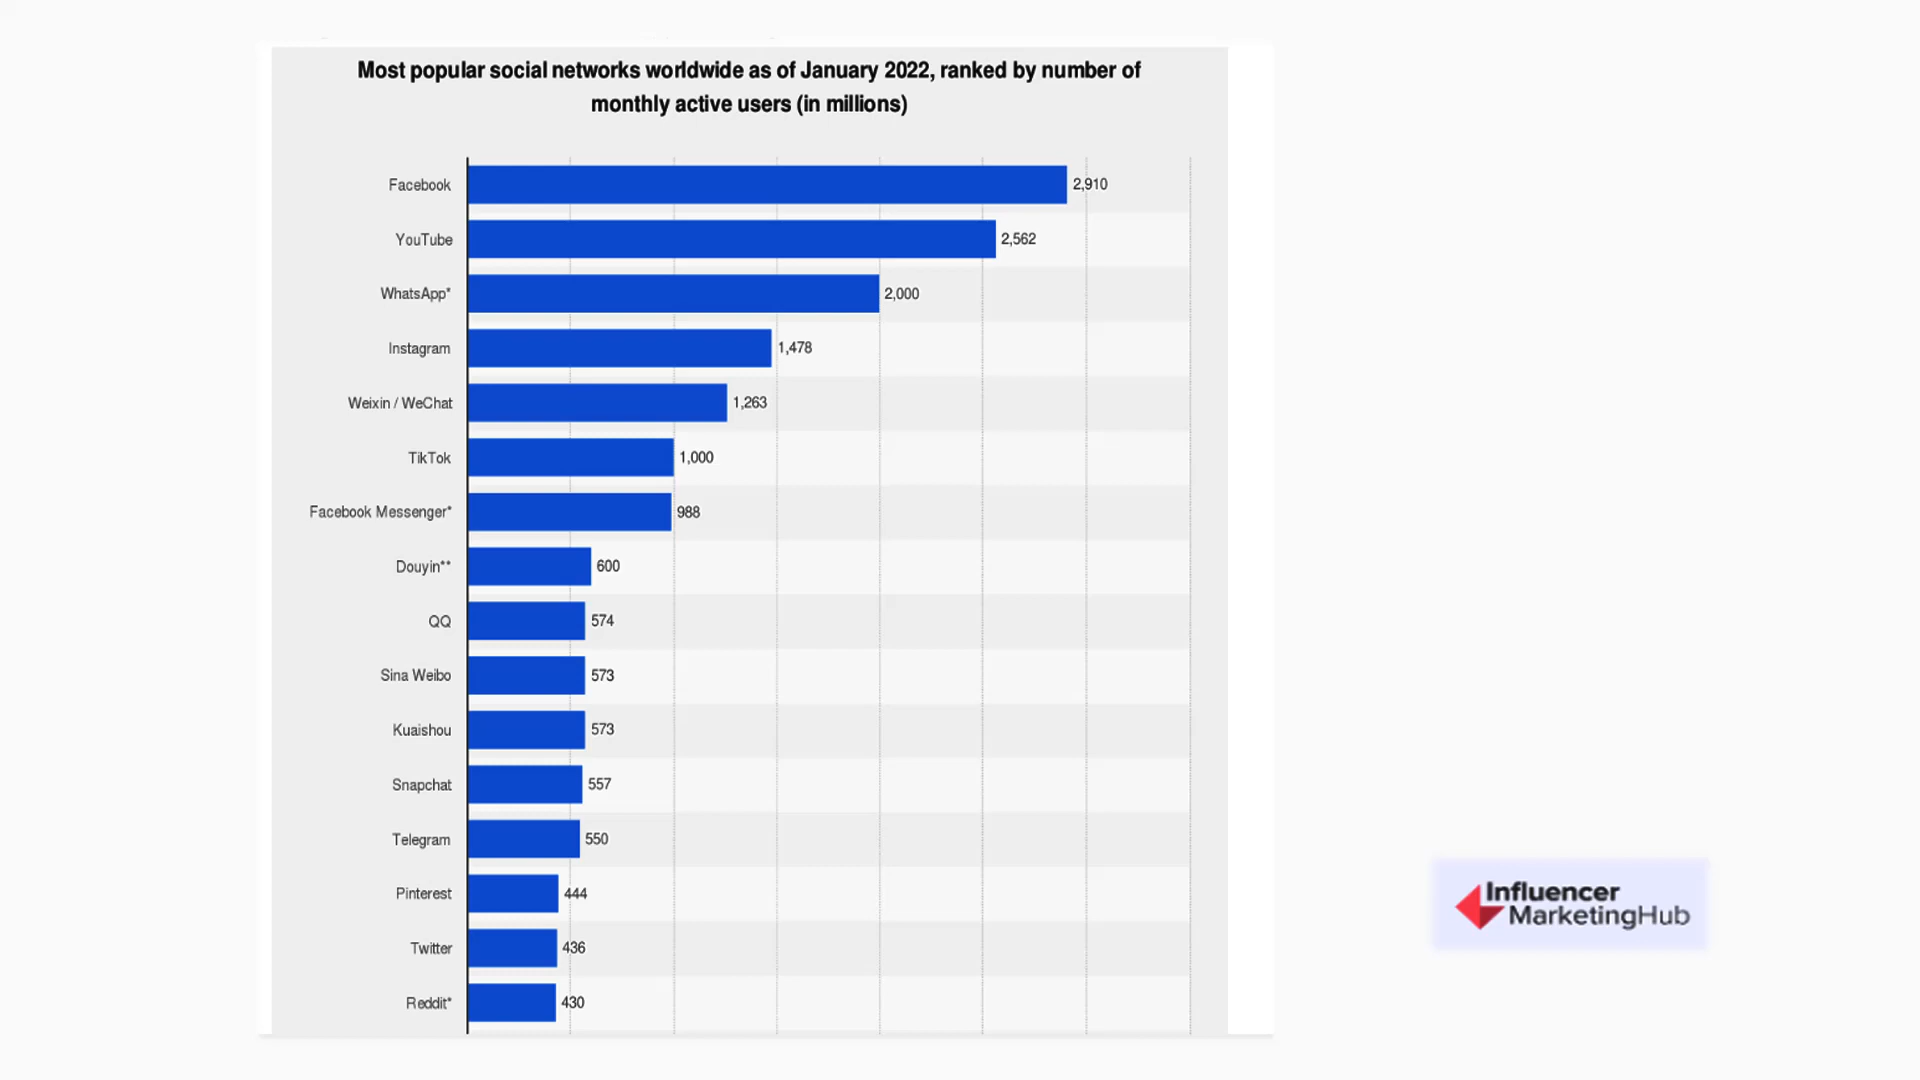 Most popular social networks worldwide as of January 2022, ranked by number of
monthly active users (in millions)
Facebook 2,910
YouTube 2,562
WhatsApp* 2,000
Instagram 1,478
Weixin / WeChat 1,263
TikTok 1,000
Facebook Messenger* 988
Douyin** 600
QQ 574
Sina Weibo 573
Kuaishou 573
Snapchat 557
Telegram 550
Pinterest 444
Twitter 436
Reddit* 430
Influencer
MarketingHub